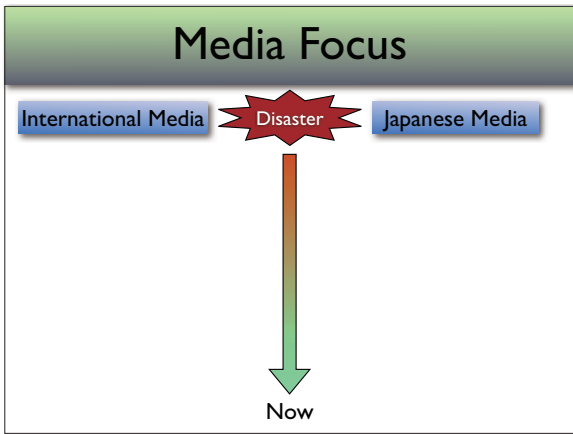 Media Focus
International Media
Disaster
Japanese Media
Now